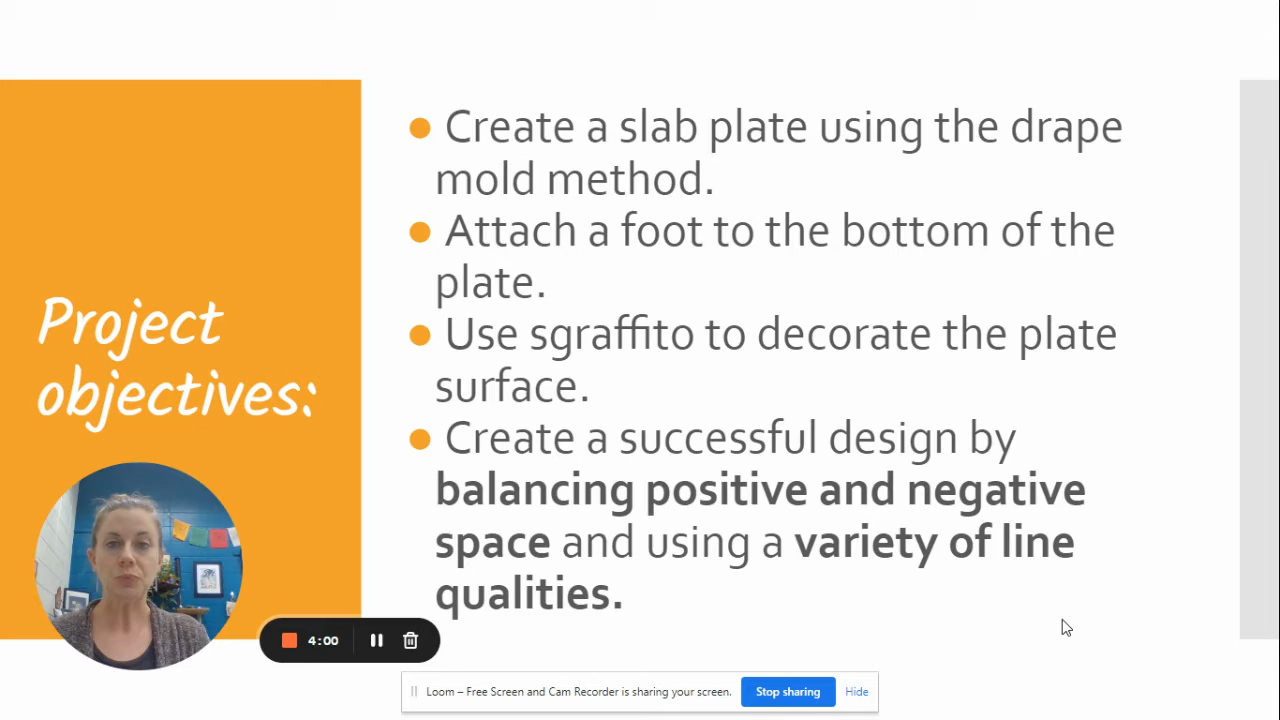 Project
objectives:
● Create a slab plate using the drape
mold method.
● Attach a foot to the bottom of the
plate.
● Use sgraffito to decorate the plate
surface.
● Create a successful design by
balancing positive and negative
space and using a variety of line
qualities.
4:00
Loom – Free Screen and Cam Recorder is sharing your screen.
Stop sharing
Hide